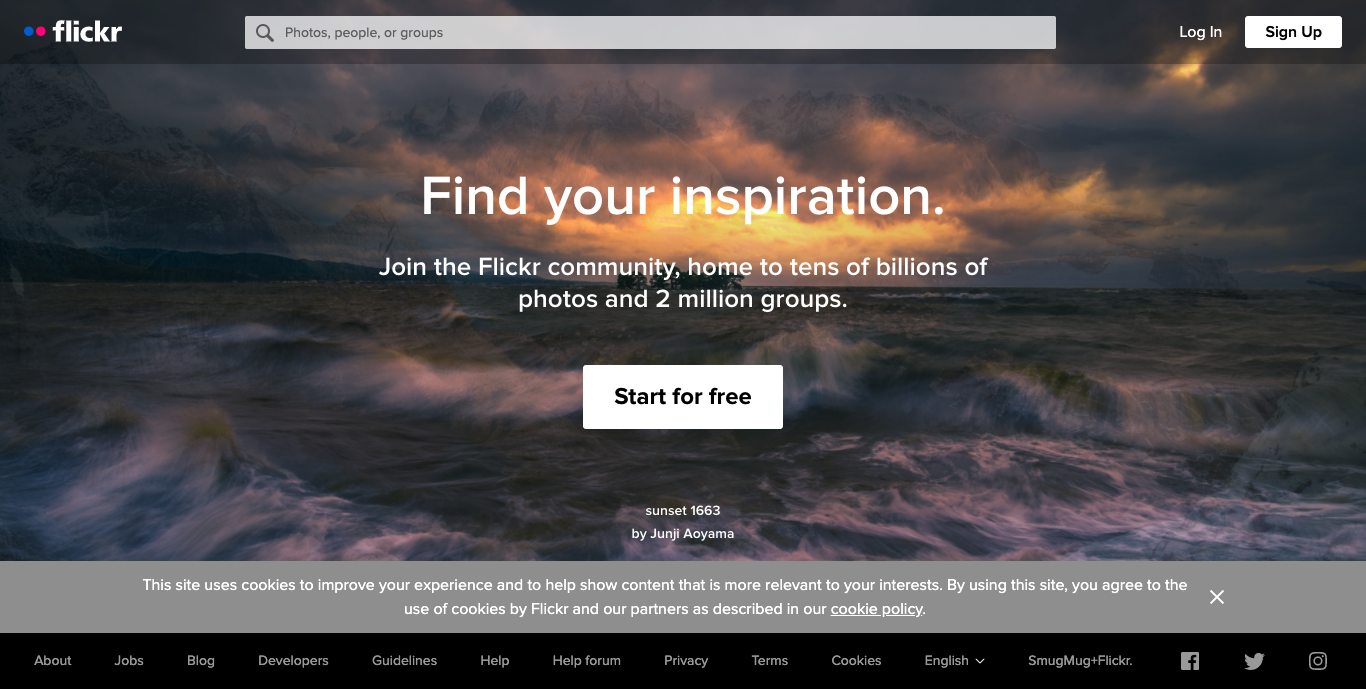 flickr
Photos, people, or groups
Log In
Sign Up
Find your inspiration.
Join the Flickr community, home to tens of billions of
photos and 2 million groups.
Start for free
sunset 1663
by Junji Aoyama
This site uses cookies to improve your experience and to help show content that is more relevant to your interests. By using this site, you agree to the
use of cookies by Flickr and our partners as described in our cookie policy.
About
Jobs
Blog
Developers
Guidelines
Help
Help forum
Privacy
Terms
Cookies
English
SmugMug+Flickr.